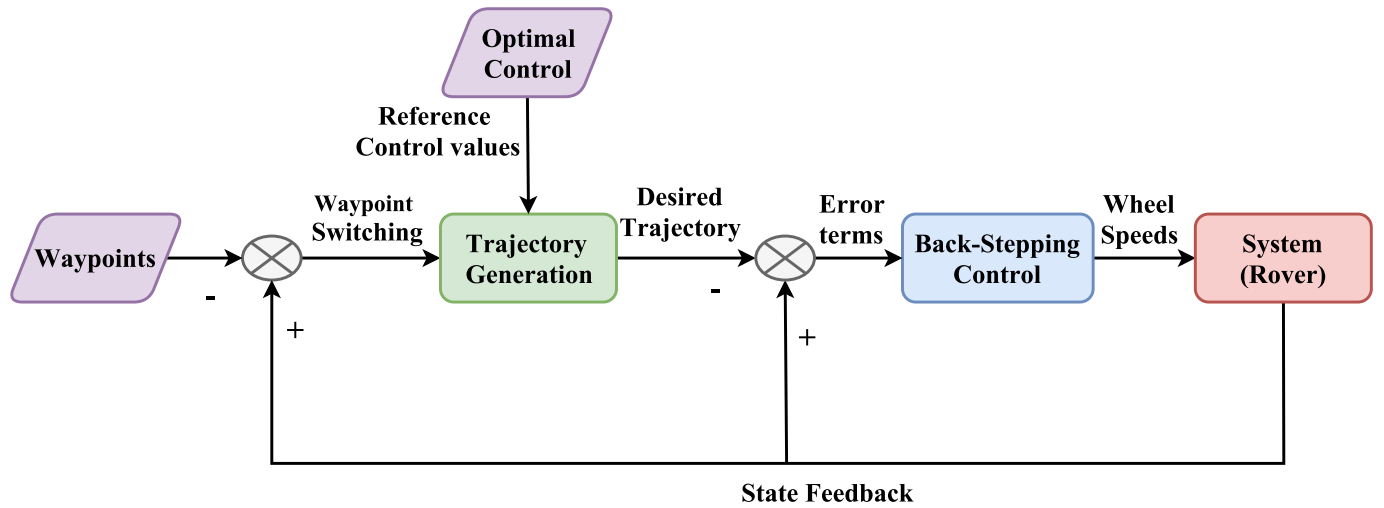 Optimal
Control
Reference
Control values
Waypoints
-
+
Waypoint
Switching
Trajectory
Generation
Desired
Trajectory
-
+
Error
terms
Back-Stepping
Control
Wheel
Speeds
System
(Rover)
State Feedback